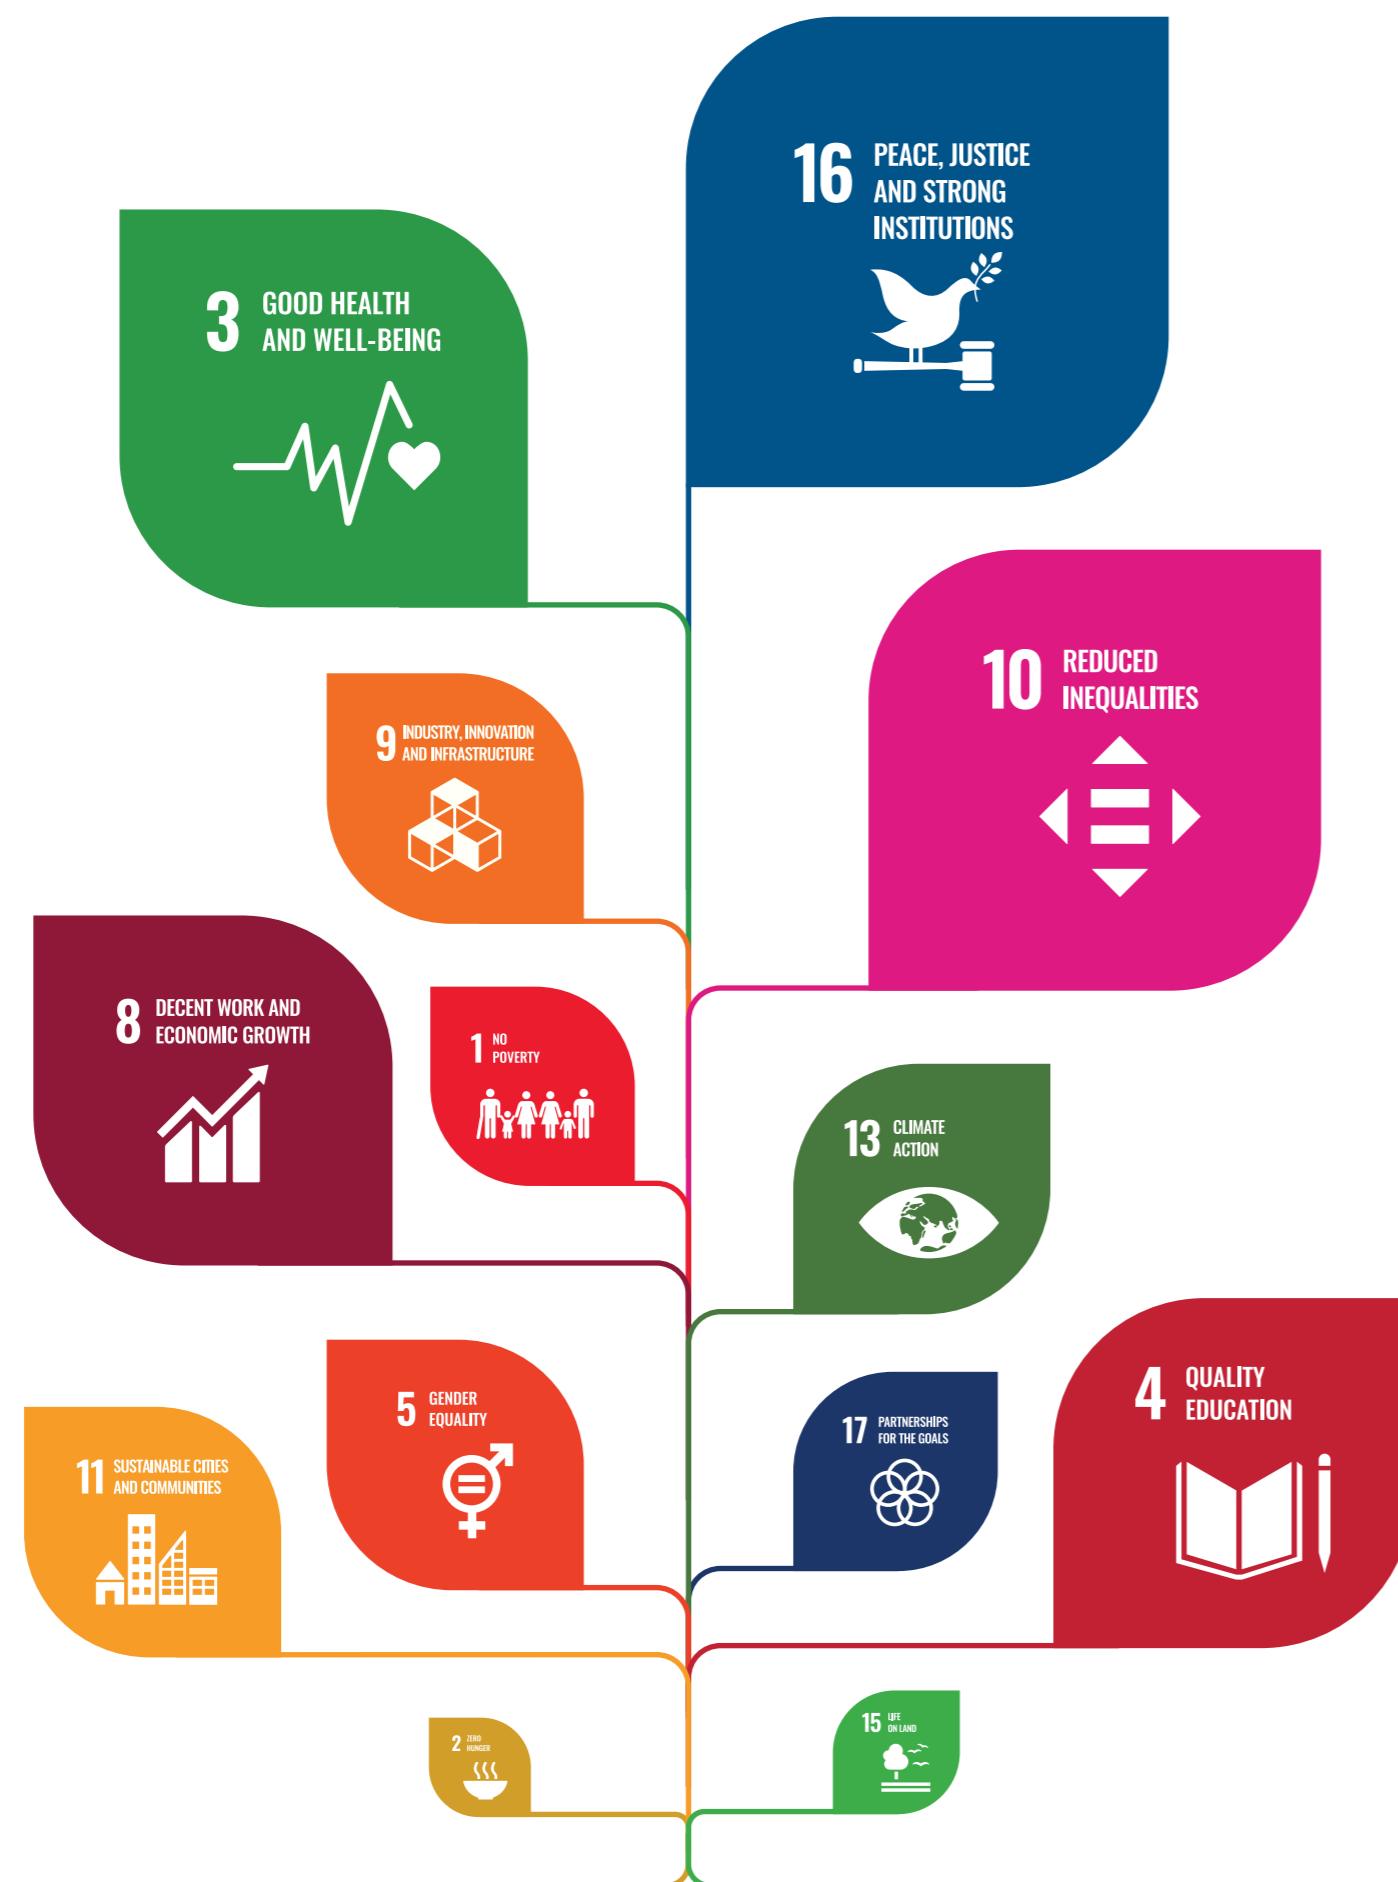 16
PEACE, JUSTICE
AND STRONG
INSTITUTIONS
3
GOOD HEALTH
AND WELL-BEING
10
REDUCED
INEQUALITIES
9
INDUSTRY, INNOVATION
AND INFRASTRUCTURE
8
DECENT WORK AND
ECONOMIC GROWTH
1
NO
POVERTY
13
CLIMATE
ACTION
4
QUALITY
EDUCATION
5
GENDER
EQUALITY
17
PARTNERSHIPS
FOR THE GOALS
11
SUSTAINABLE CITIES
AND COMMUNITIES
15
LIFE
ON LAND
2
ZERO
HUNGER